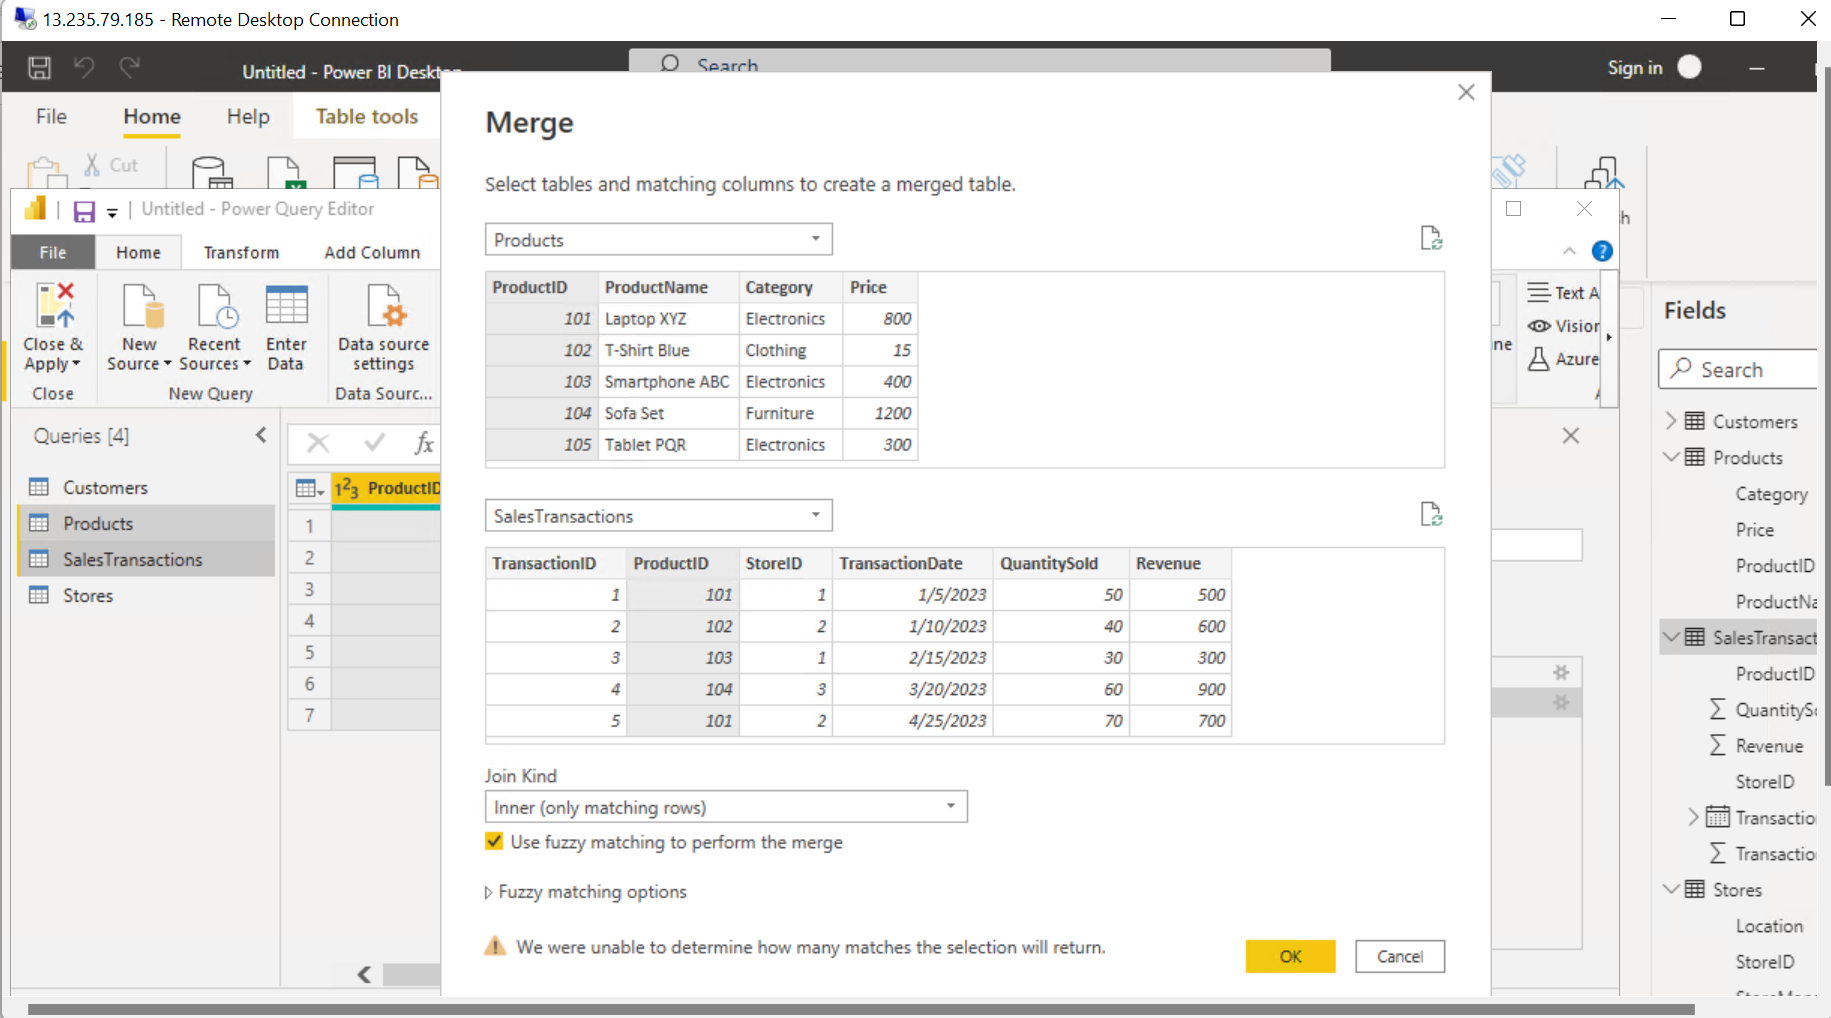 13.235.79.185 - Remote Desktop Connection
Untitled - Power BI Desktop
Search
Sign in
File Home Help Table tools
Cut
Untitled - Power Query Editor
File Home Transform Add Column
Close & Apply
New Source
Recent Sources
Enter Data
Data source settings
Close
New Query
Data Sourc...
Queries [4]
Customers
Products
SalesTransactions
Stores
fx
1²3 ProductID
1
2
3
4
5
6
7
Merge
Select tables and matching columns to create a merged table.
Products
ProductID ProductName Category Price
101 Laptop XYZ Electronics 800
102 T-Shirt Blue Clothing 15
103 Smartphone ABC Electronics 400
104 Sofa Set Furniture 1200
105 Tablet PQR Electronics 300
SalesTransactions
TransactionID ProductID StoreID TransactionDate QuantitySold Revenue
1 101 1 1/5/2023 50 500
2 102 2 1/10/2023 40 600
3 103 1 2/15/2023 30 300
4 104 3 3/20/2023 60 900
5 101 2 4/25/2023 70 700
Join Kind
Inner (only matching rows)
Use fuzzy matching to perform the merge
Fuzzy matching options
We were unable to determine how many matches the selection will return.
OK Cancel
?
Text A
Vision
Azure
Fields
Search
Customers
Products
Category
Price
ProductID
ProductNa
SalesTransact
ProductID
QuantitySo
Revenue
StoreID
Transactio
Transactio
Stores
Location
StoreID